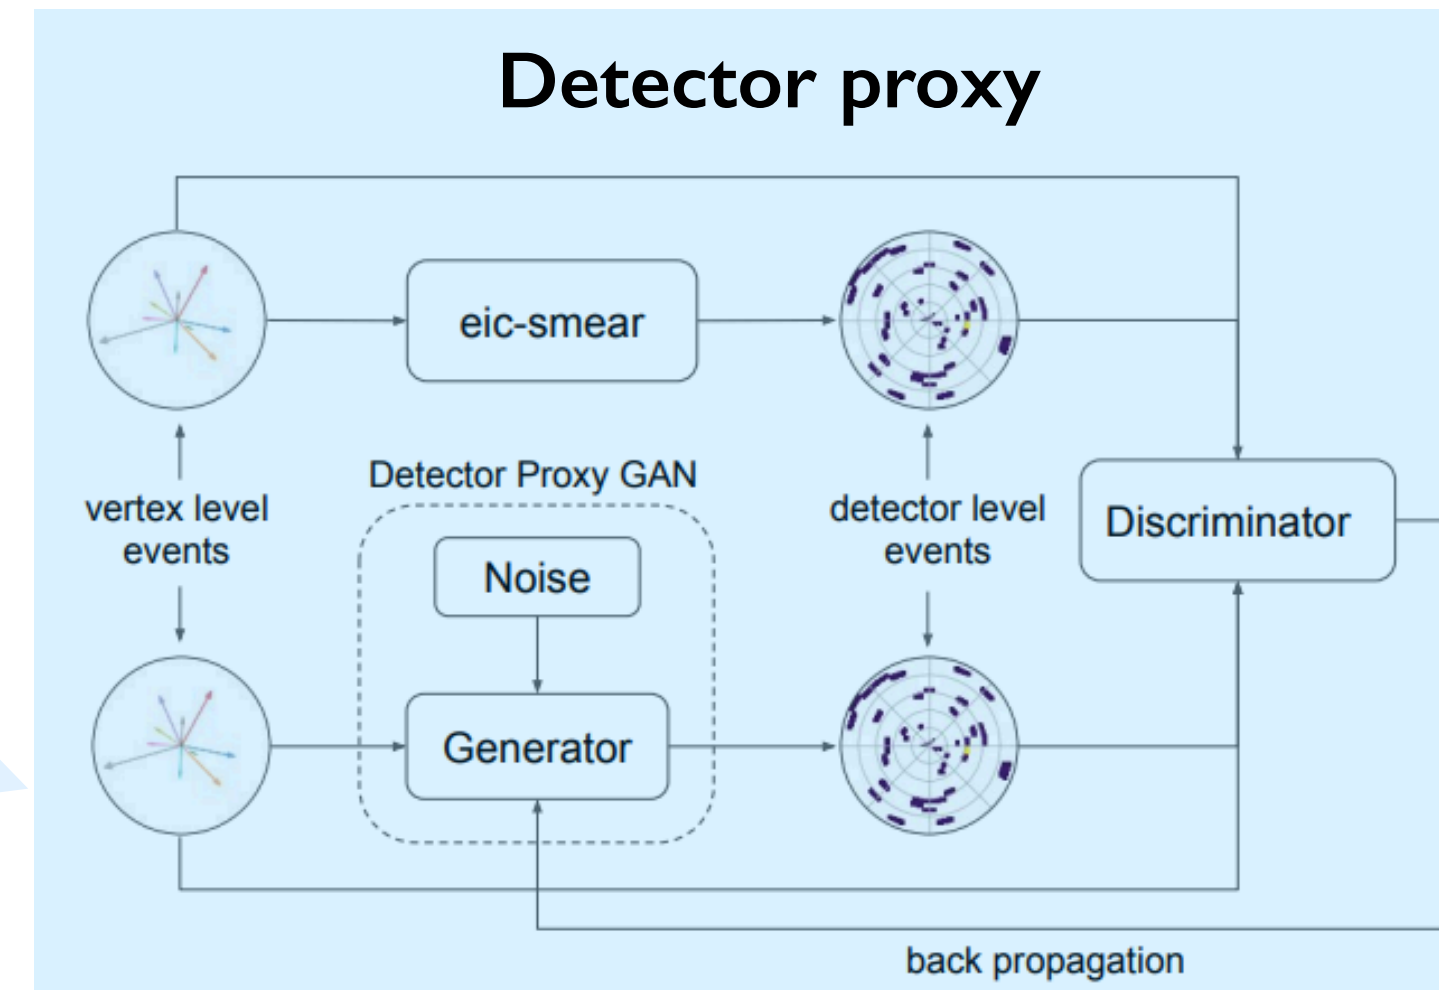 Detector proxy
eic-smear
Detector Proxy GAN
vertex level
events
detector level
events
Discriminator
Noise
Generator
back propagation